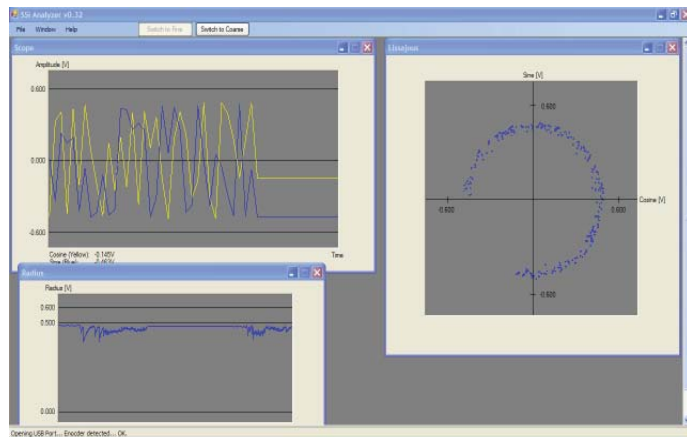 SSi Analyzer v0.32
File Window Help Switch to Fine Switch to Coarse
Scope
Amplitude [V]
0.600
0.000
-0.600
Cosine (Yellow): -0.145V
Time
Radius
Radius [V]
0.600
0.500
0.000
Lissajous
Sine [V]
0.600
Cosine [V]
-0.600
0.600
-0.600
Opening USB Port... Encoder detected... OK.